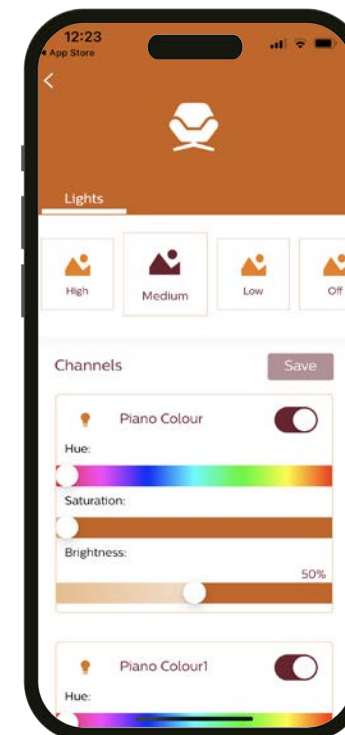 12:23
App Store
Lights
High
Medium
Low
Off
Channels
Save
Piano Colour
Hue:
Saturation:
Brightness:
50%
Piano Colour1
Hue: